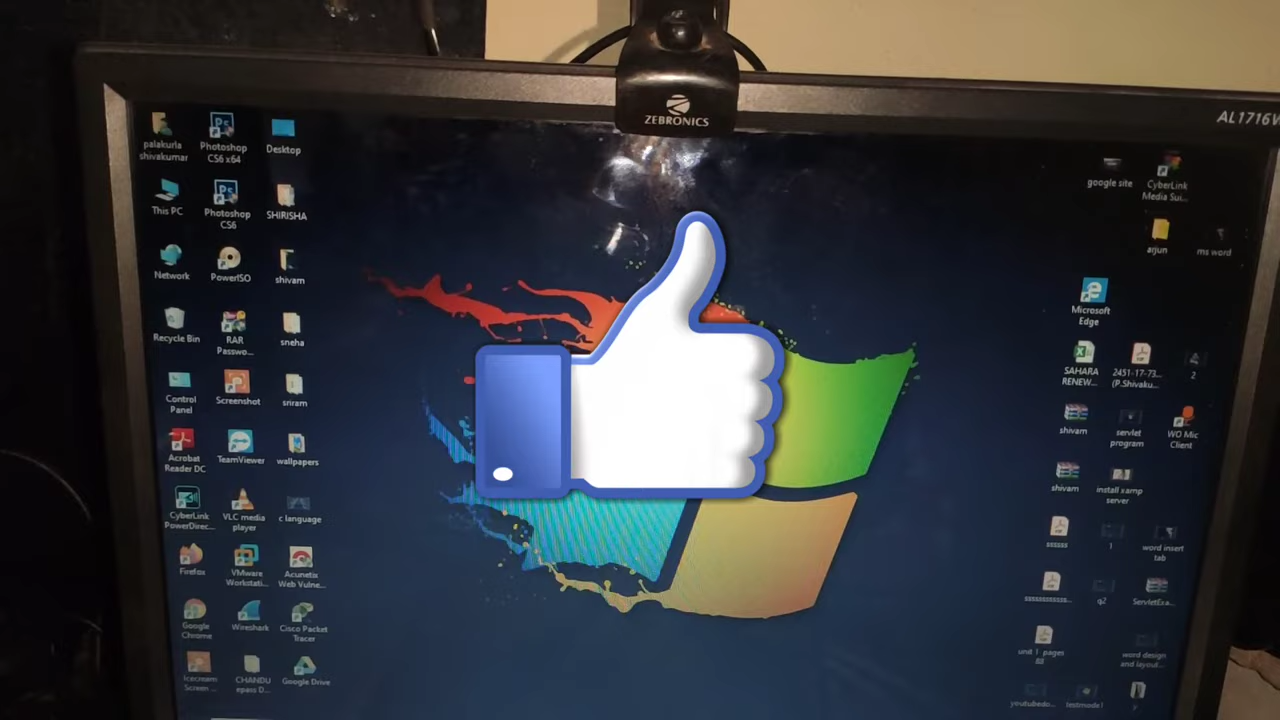 ZEBRONICS
AL1716W
palakurla
shivakumar
Photoshop
CS6 x64
Desktop
This PC
Photoshop
CS6
SHIRISHA
Network
PowerISO
shivam
Recycle Bin
RAR
Passwo...
sneha
Control
Panel
Screenshot
sriram
Acrobat
Reader DC
TeamViewer
wallpapers
CyberLink
PowerDirec...
VLC media
player
c language
Firefox
VMware
Workstati...
Acunetix
Web Vulne...
Google
Chrome
Wireshark
Cisco Packet
Tracer
Icecream
Screen ...
CHANDU
epass D...
Google Drive
google site
CyberLink
Media Sui...
arjun
ms word
Microsoft
Edge
SAHARA
RENEW...
2451-17-73...
(P.Shivaku...
2
shivam
servlet
program
WO Mic
Client
shivam
install xamp
server
ssssss
1
word insert
tab
ssssssssssss...
q2
ServletExa...
unit 1 pages
word design
and layout...
youtubedo...
testmode1
y